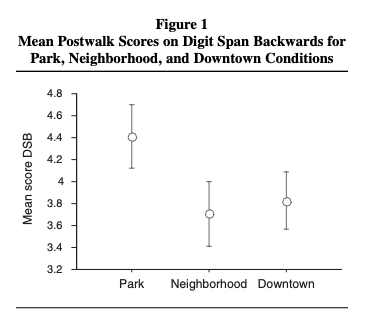 Figure 1
Mean Postwalk Scores on Digit Span Backwards for
Park, Neighborhood, and Downtown Conditions
Mean score DSB
4.8
4.6
4.4
4.2
4
3.8
3.6
3.4
3.2
Park Neighborhood Downtown